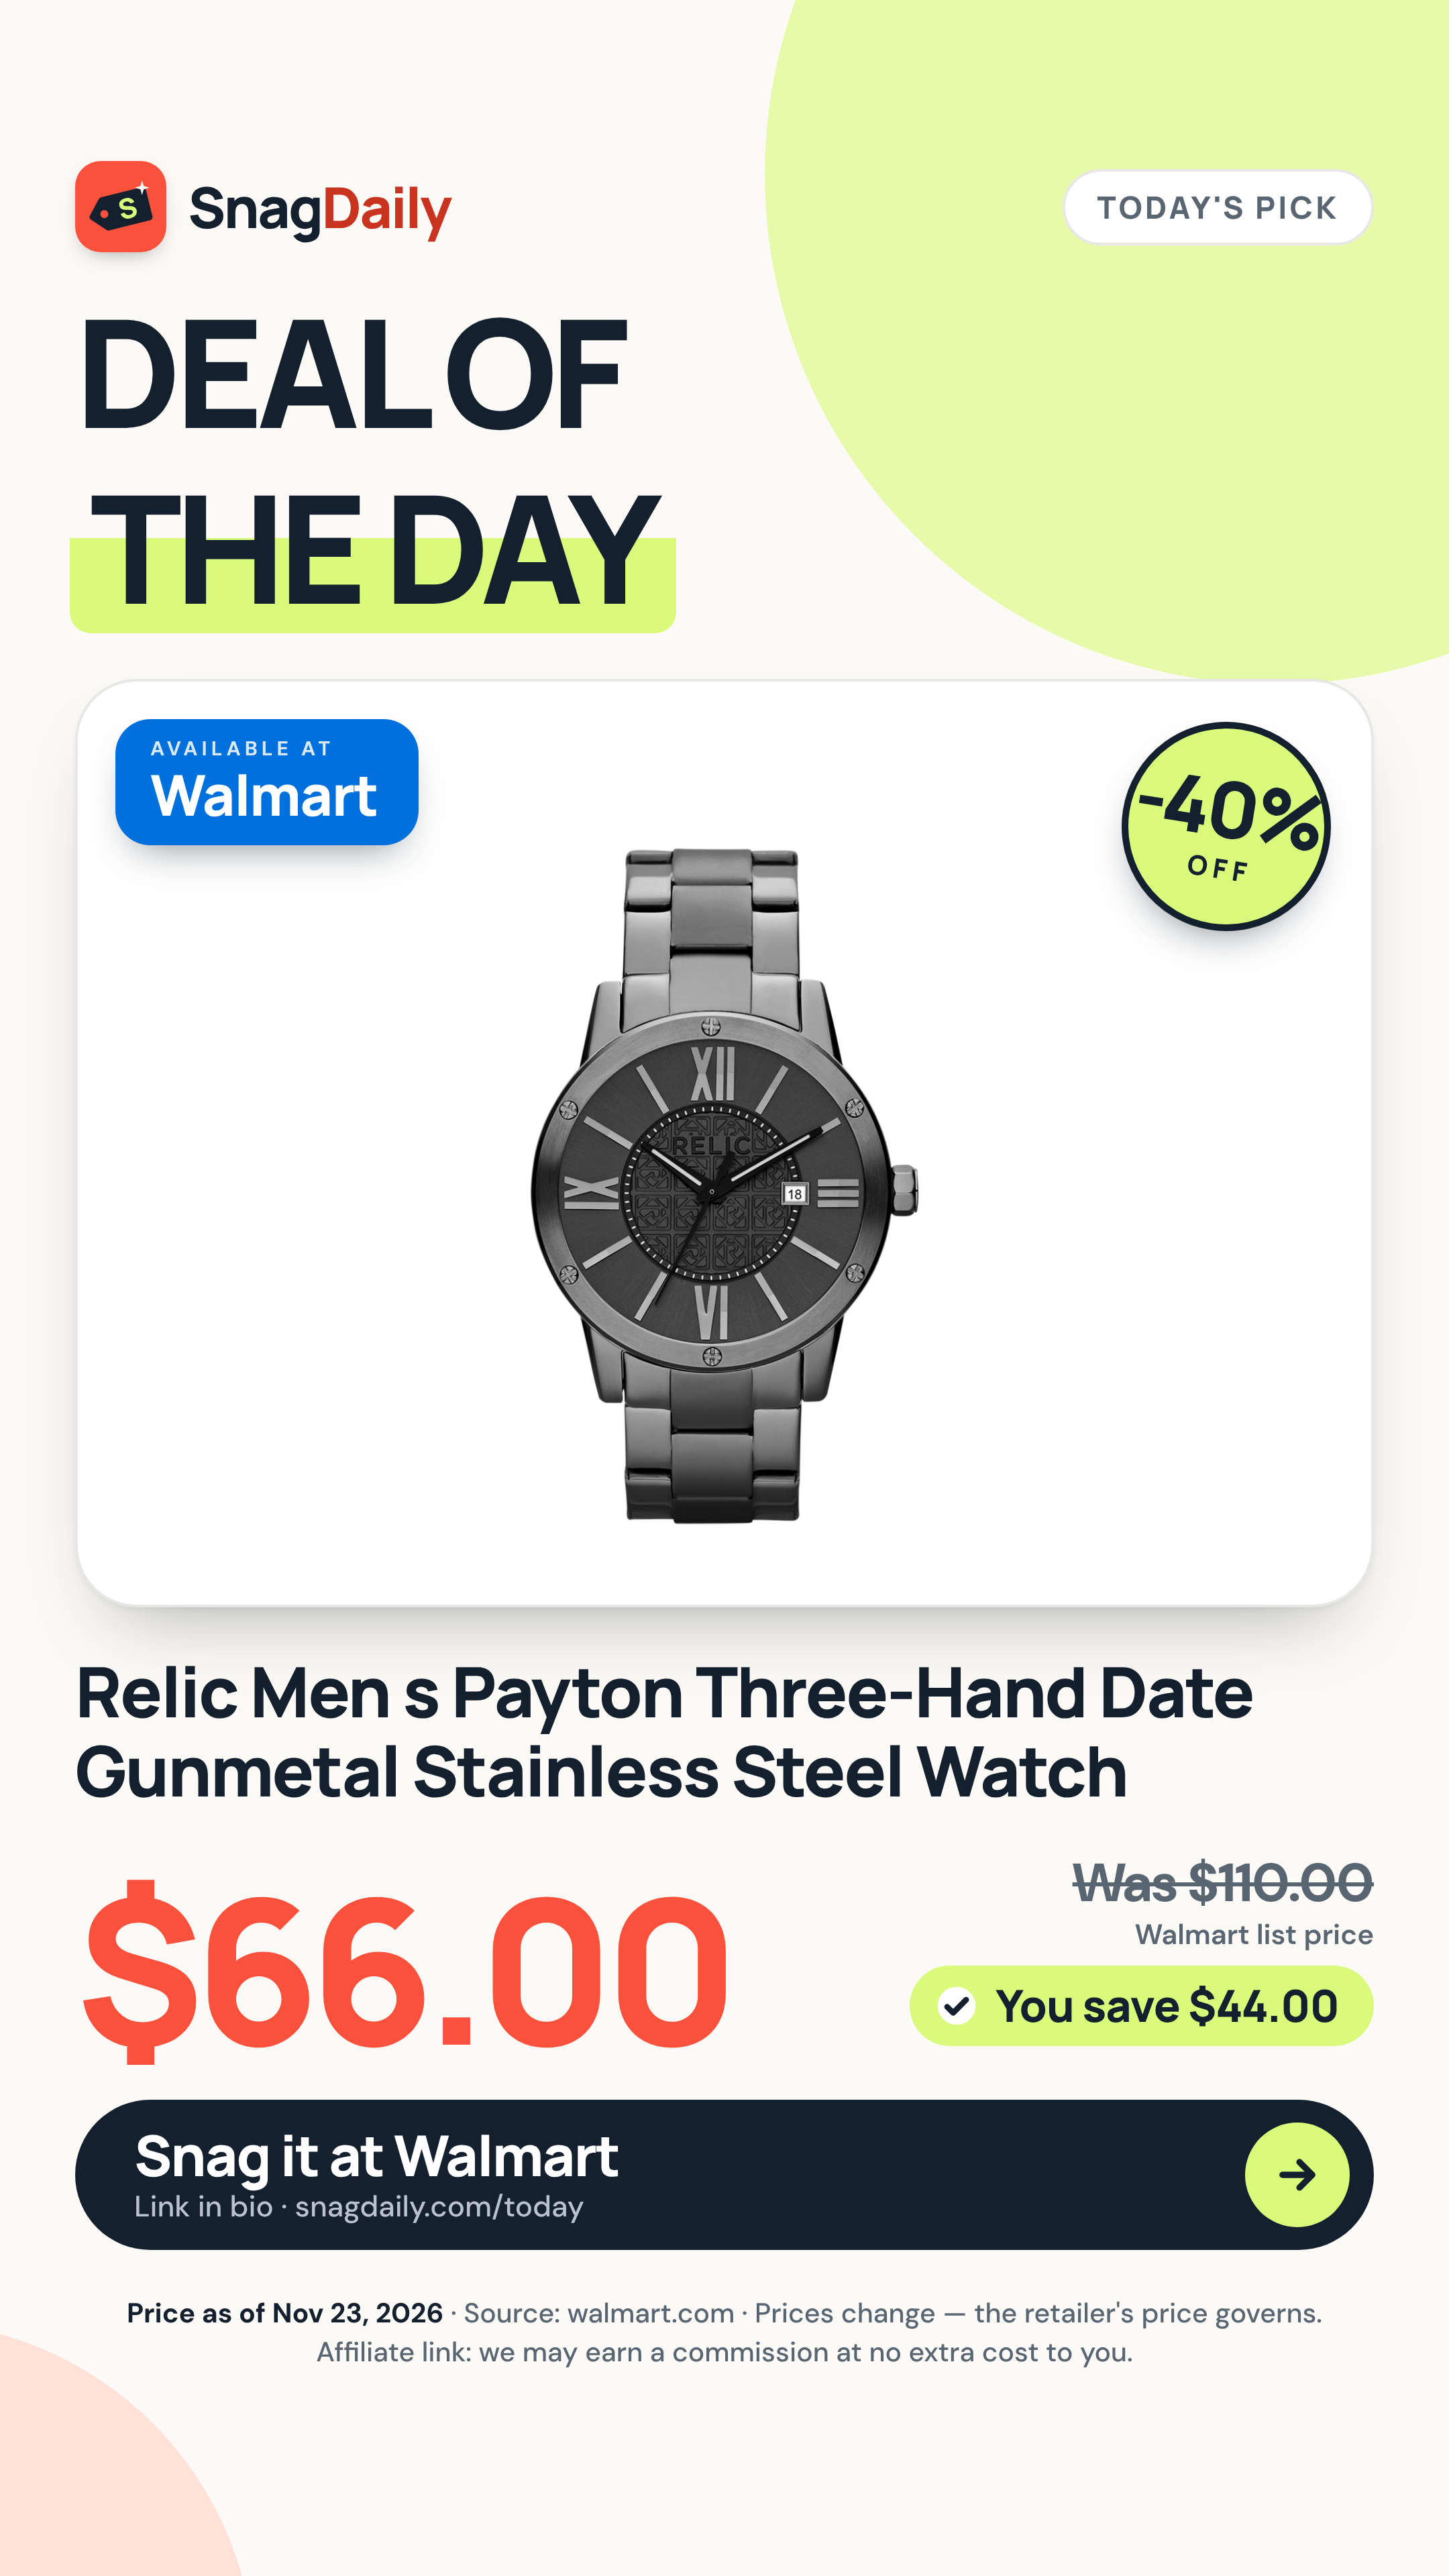 S
SnagDaily
TODAY'S PICK
DEAL OF
THE DAY
AVAILABLE AT
Walmart
-40%
OFF
XII
RELIC
18
III
IX
VI
Relic Men s Payton Three-Hand Date
Gunmetal Stainless Steel Watch
$66.00
Was $110.00
Walmart list price
You save $44.00
Snag it at Walmart
Link in bio · snagdaily.com/today
Price as of Nov 23, 2026 · Source: walmart.com · Prices change — the retailer's price governs.
Affiliate link: we may earn a commission at no extra cost to you.